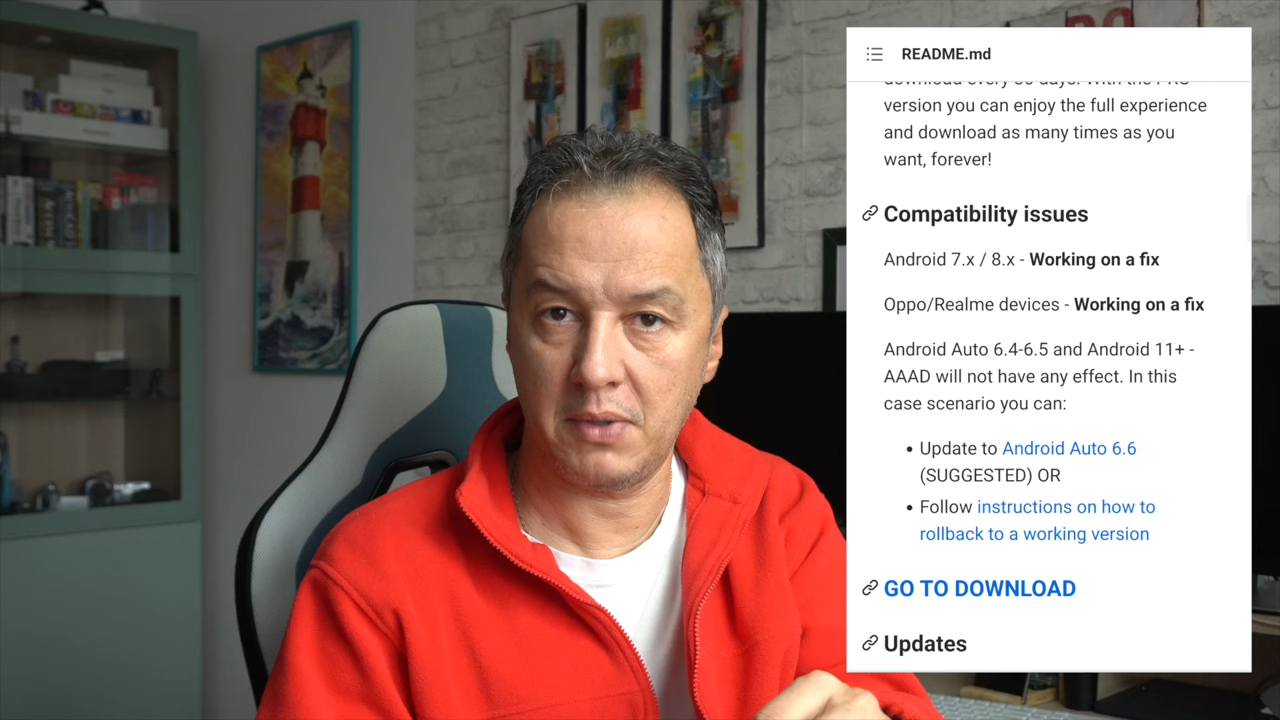 README.md
version you can enjoy the full experience
and download as many times as you
want, forever!
Compatibility issues
Android 7.x / 8.x - Working on a fix
Oppo/Realme devices - Working on a fix
Android Auto 6.4-6.5 and Android 11+ -
AAAD will not have any effect. In this
case scenario you can:
• Update to Android Auto 6.6
(SUGGESTED) OR
• Follow instructions on how to
rollback to a working version
GO TO DOWNLOAD
Updates